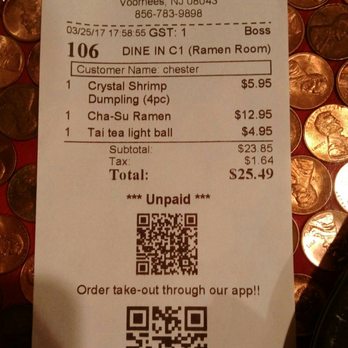 Voorhees, NJ 08043
856-783-9898
03/25/17 17:58:55 GST: 1 Boss
106 DINE IN C1 (Ramen Room)
Customer Name: chester
1 Crystal Shrimp $5.95
Dumpling (4pc)
1 Cha-Su Ramen $12.95
1 Tai tea light ball $4.95
Subtotal: $23.85
Tax: $1.64
Total: $25.49
*** Unpaid ***
Order take-out through our app!!